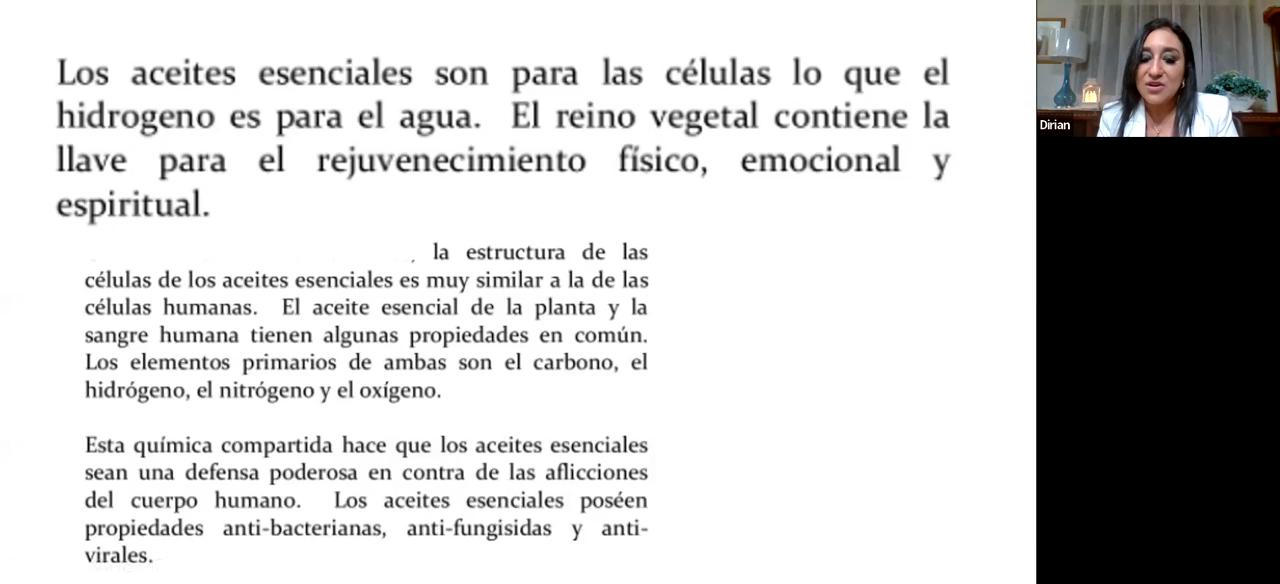 Los aceites esenciales son para las células lo que el
hidrogeno es para el agua. El reino vegetal contiene la
llave para el rejuvenecimiento físico, emocional y
espiritual.
la estructura de las
células de los aceites esenciales es muy similar a la de las
células humanas. El aceite esencial de la planta y la
sangre humana tienen algunas propiedades en común.
Los elementos primarios de ambas son el carbono, el
hidrógeno, el nitrógeno y el oxígeno.
Esta química compartida hace que los aceites esenciales
sean una defensa poderosa en contra de las aflicciones
del cuerpo humano. Los aceites esenciales poséen
propiedades anti-bacterianas, anti-fungisidas y anti-
virales.
Dirian